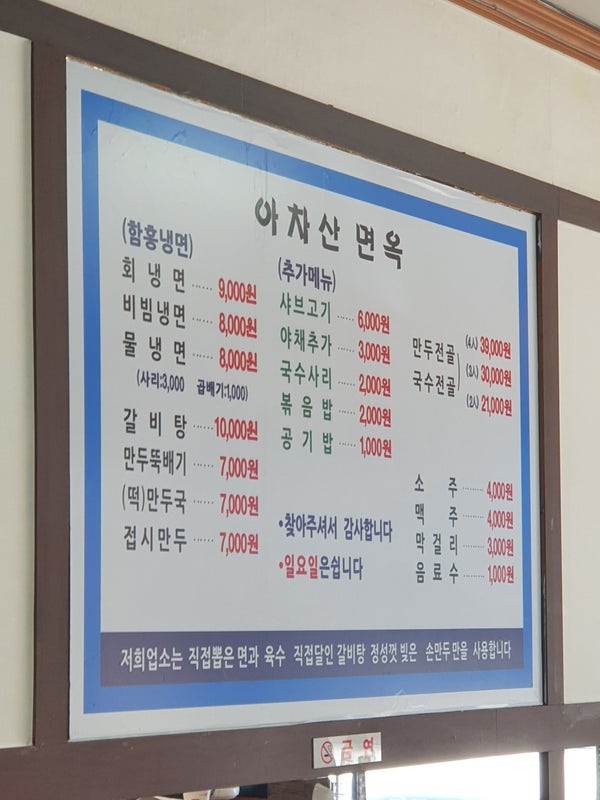 아차산 면옥
(함흥냉면)
회 냉 면 ······ 9,000원
비빔냉면 ······ 8,000원
물 냉 면 ······ 8,000원
(사리:3,000 곱배기:1,000)
갈 비 탕 ······ 10,000원
만두뚝배기 ······ 7,000원
(떡)만두국 ······ 7,000원
접시만두 ······ 7,000원
(추가메뉴)
샤브고기 ······ 6,000원
야채추가 ······ 3,000원
국수사리 ······ 2,000원
볶 음 밥 ······ 2,000원
공 기 밥 ······ 1,000원
•찾아주셔서 감사합니다
•일요일은쉽니다
만두전골 (4人) 39,000원
국수전골 (3人) 30,000원
(2人) 21,000원
소 주 ········ 4,000원
맥 주 ········ 4,000원
막 걸 리 ········ 3,000원
음 료 수 ········ 1,000원
저희업소는 직접뽑은 면과 육수 직접달인 갈비탕 정성껏 빚은 손만두 만을 사용합니다
금 연